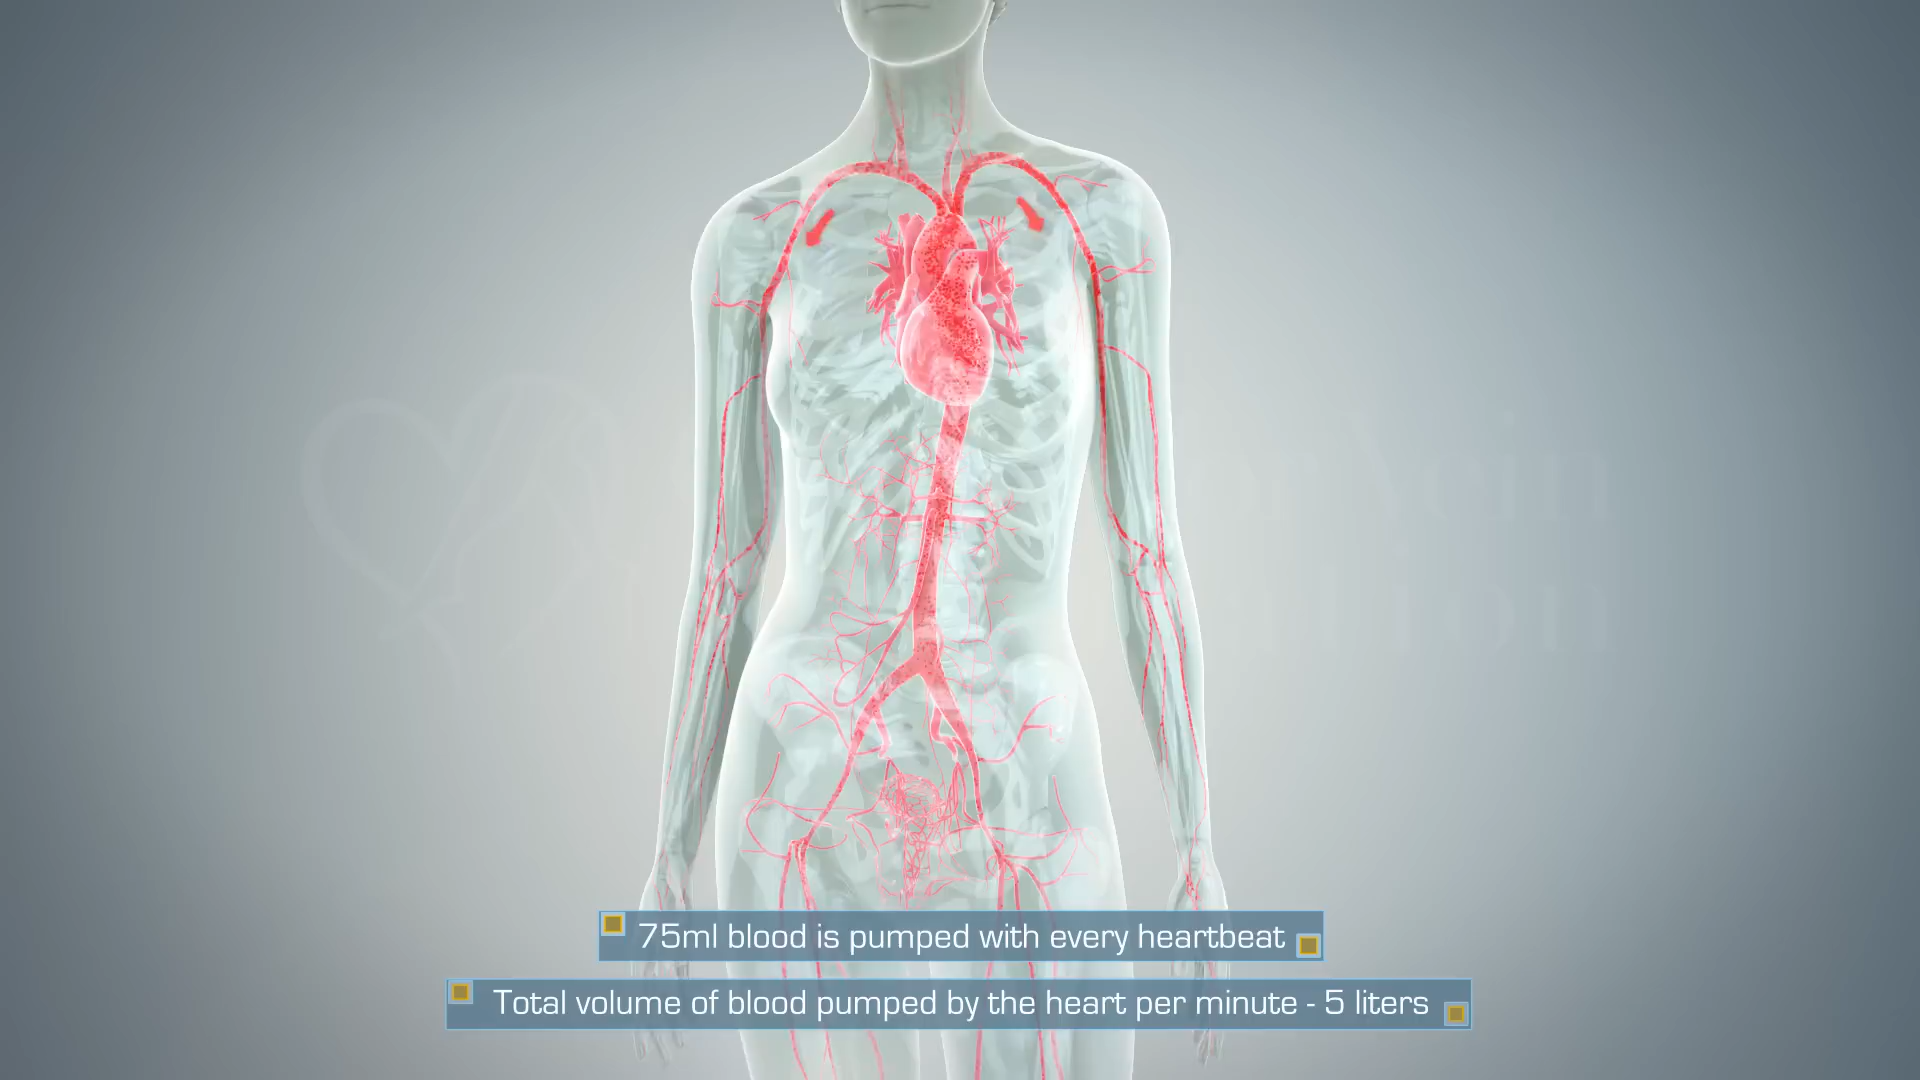 75ml blood is pumped with every heartbeat
Total volume of blood pumped by the heart per minute - 5 liters